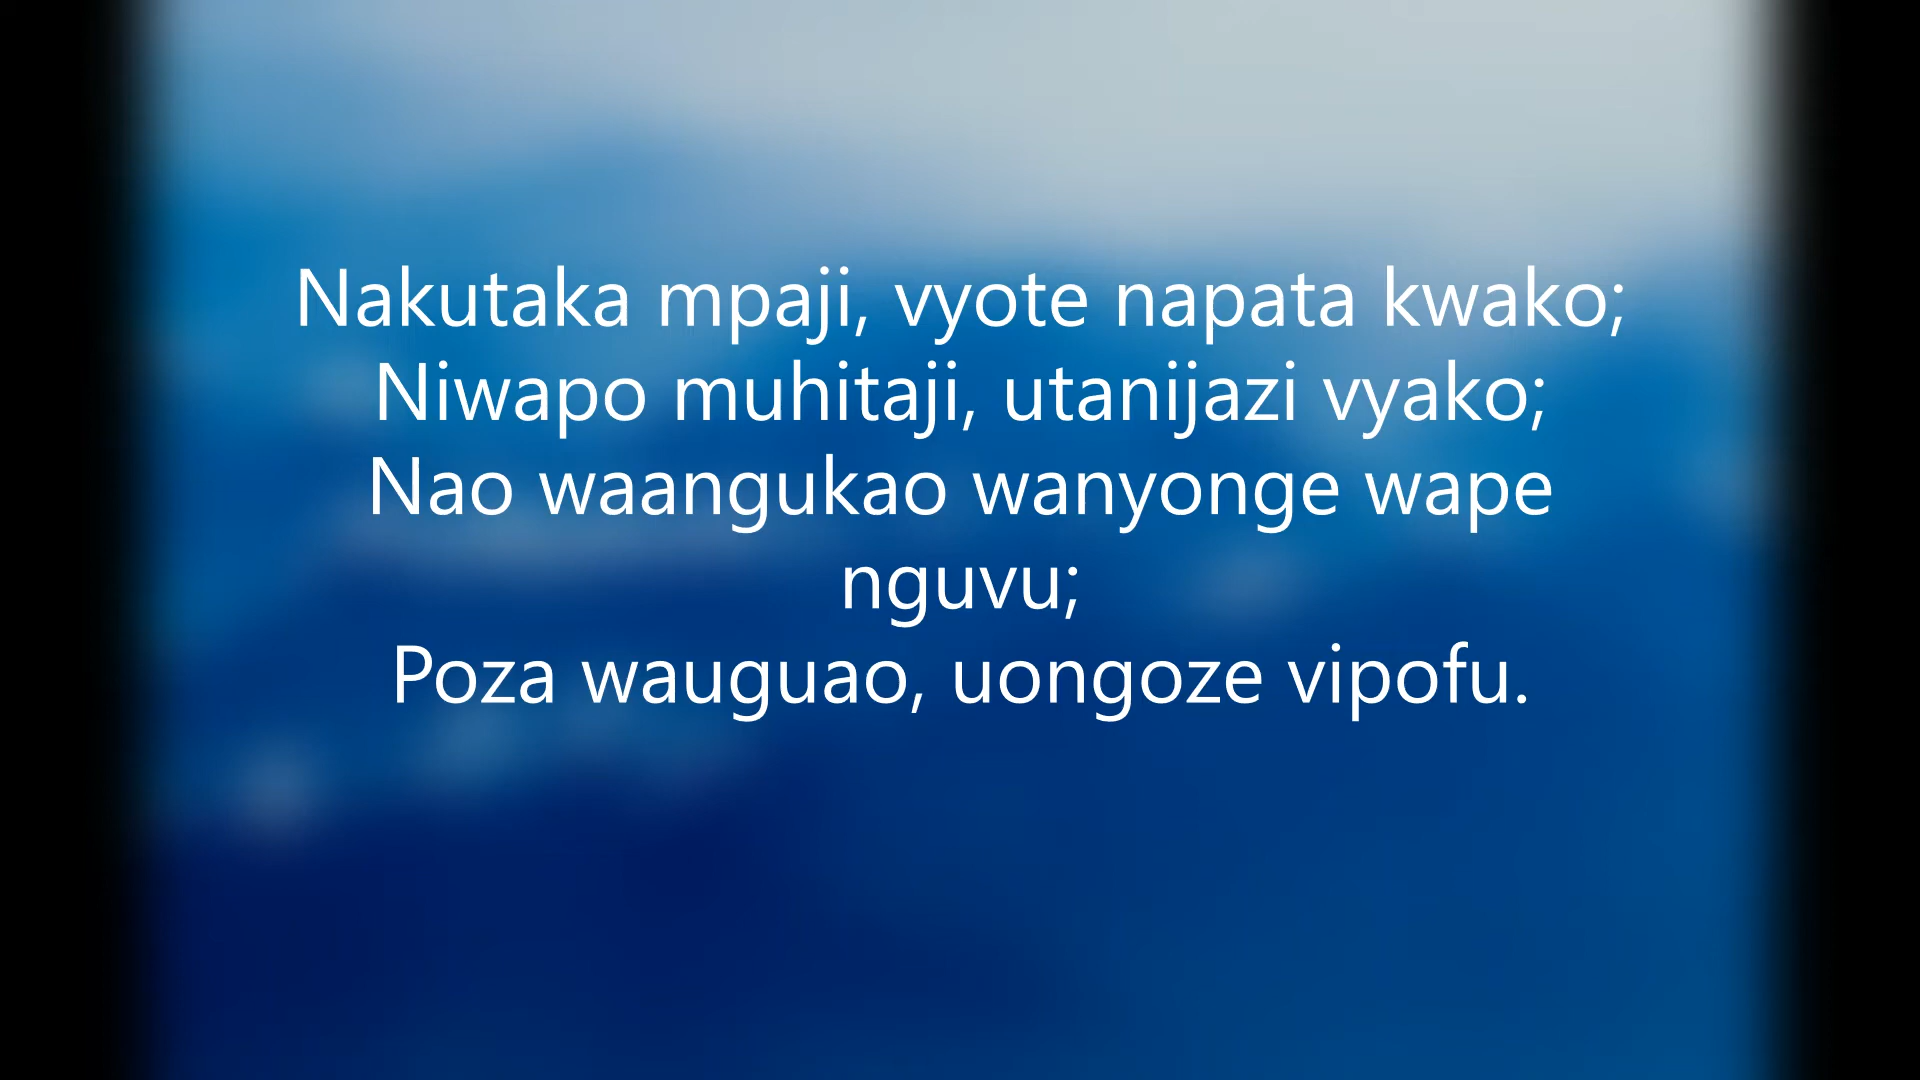 Nakutaka mpaji, vyote napata kwako;
Niwapo muhitaji, utanijazi vyako;
Nao waangukao wanyonge wape
nguvu;
Poza wauguao, uongoze vipofu.